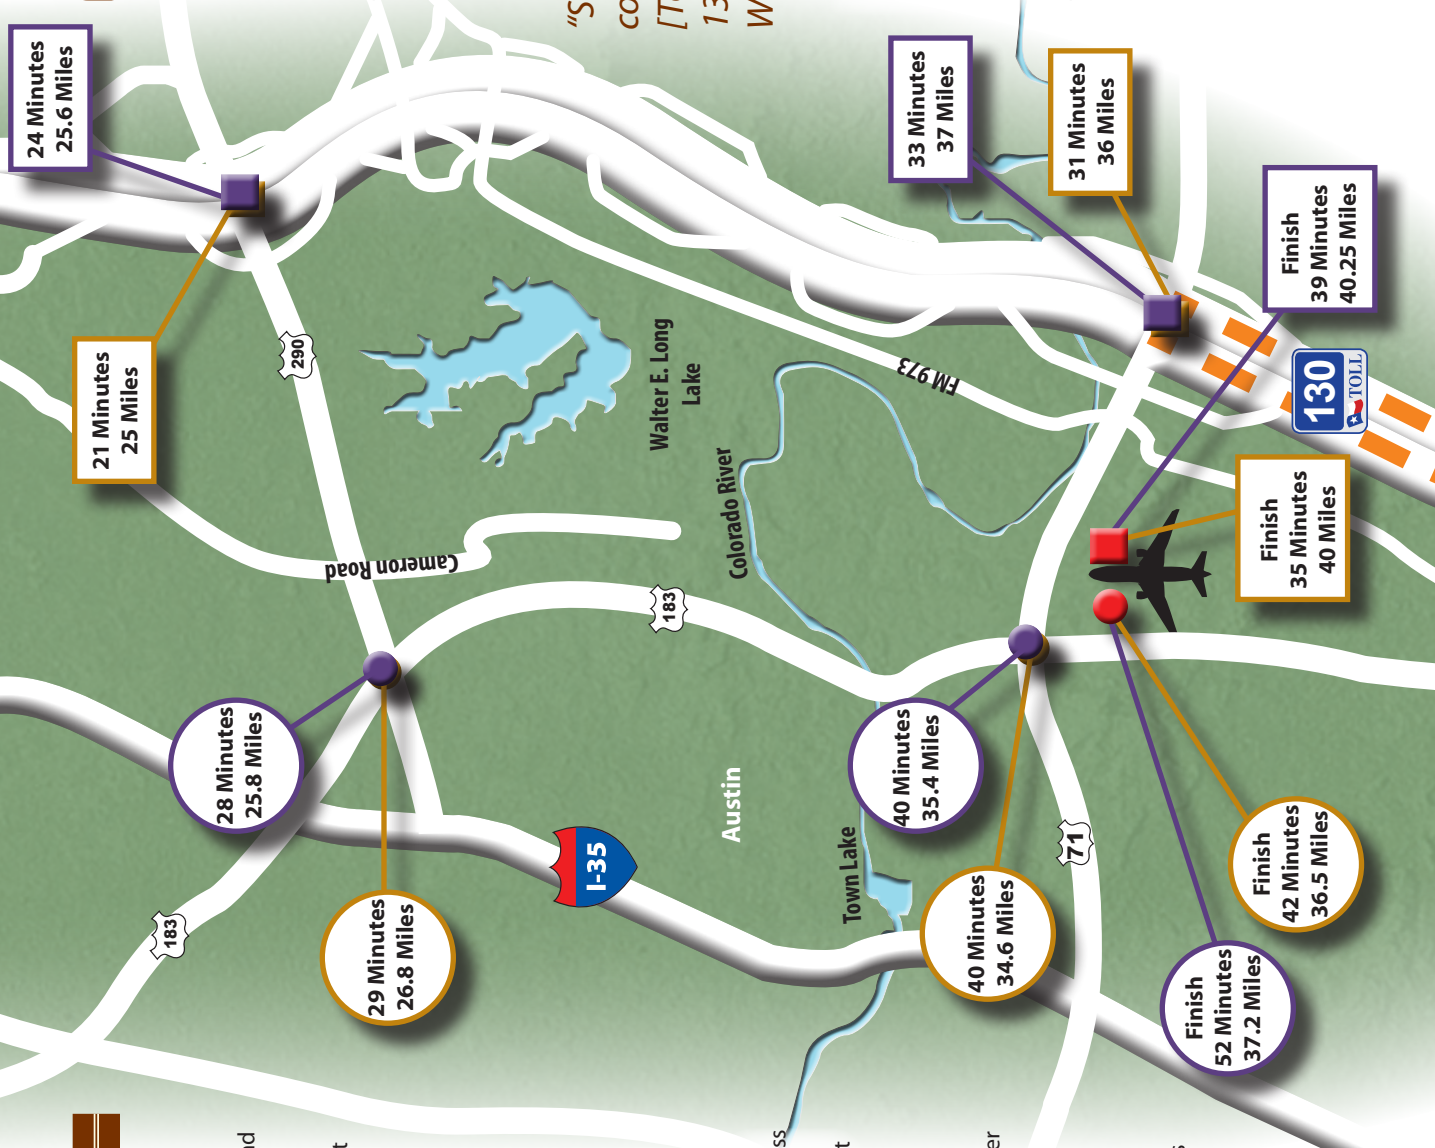 24 Minutes
25.6 Miles
21 Minutes
25 Miles
290
Cameron Road
183
28 Minutes
25.8 Miles
29 Minutes
26.8 Miles
183
I-35
Walter E. Long
Lake
Colorado River
Austin
Town Lake
FM 973
33 Minutes
37 Miles
31 Minutes
36 Miles
Finish
39 Minutes
40.25 Miles
130
TOLL
Finish
35 Minutes
40 Miles
40 Minutes
35.4 Miles
40 Minutes
34.6 Miles
71
Finish
42 Minutes
36.5 Miles
Finish
52 Minutes
37.2 Miles